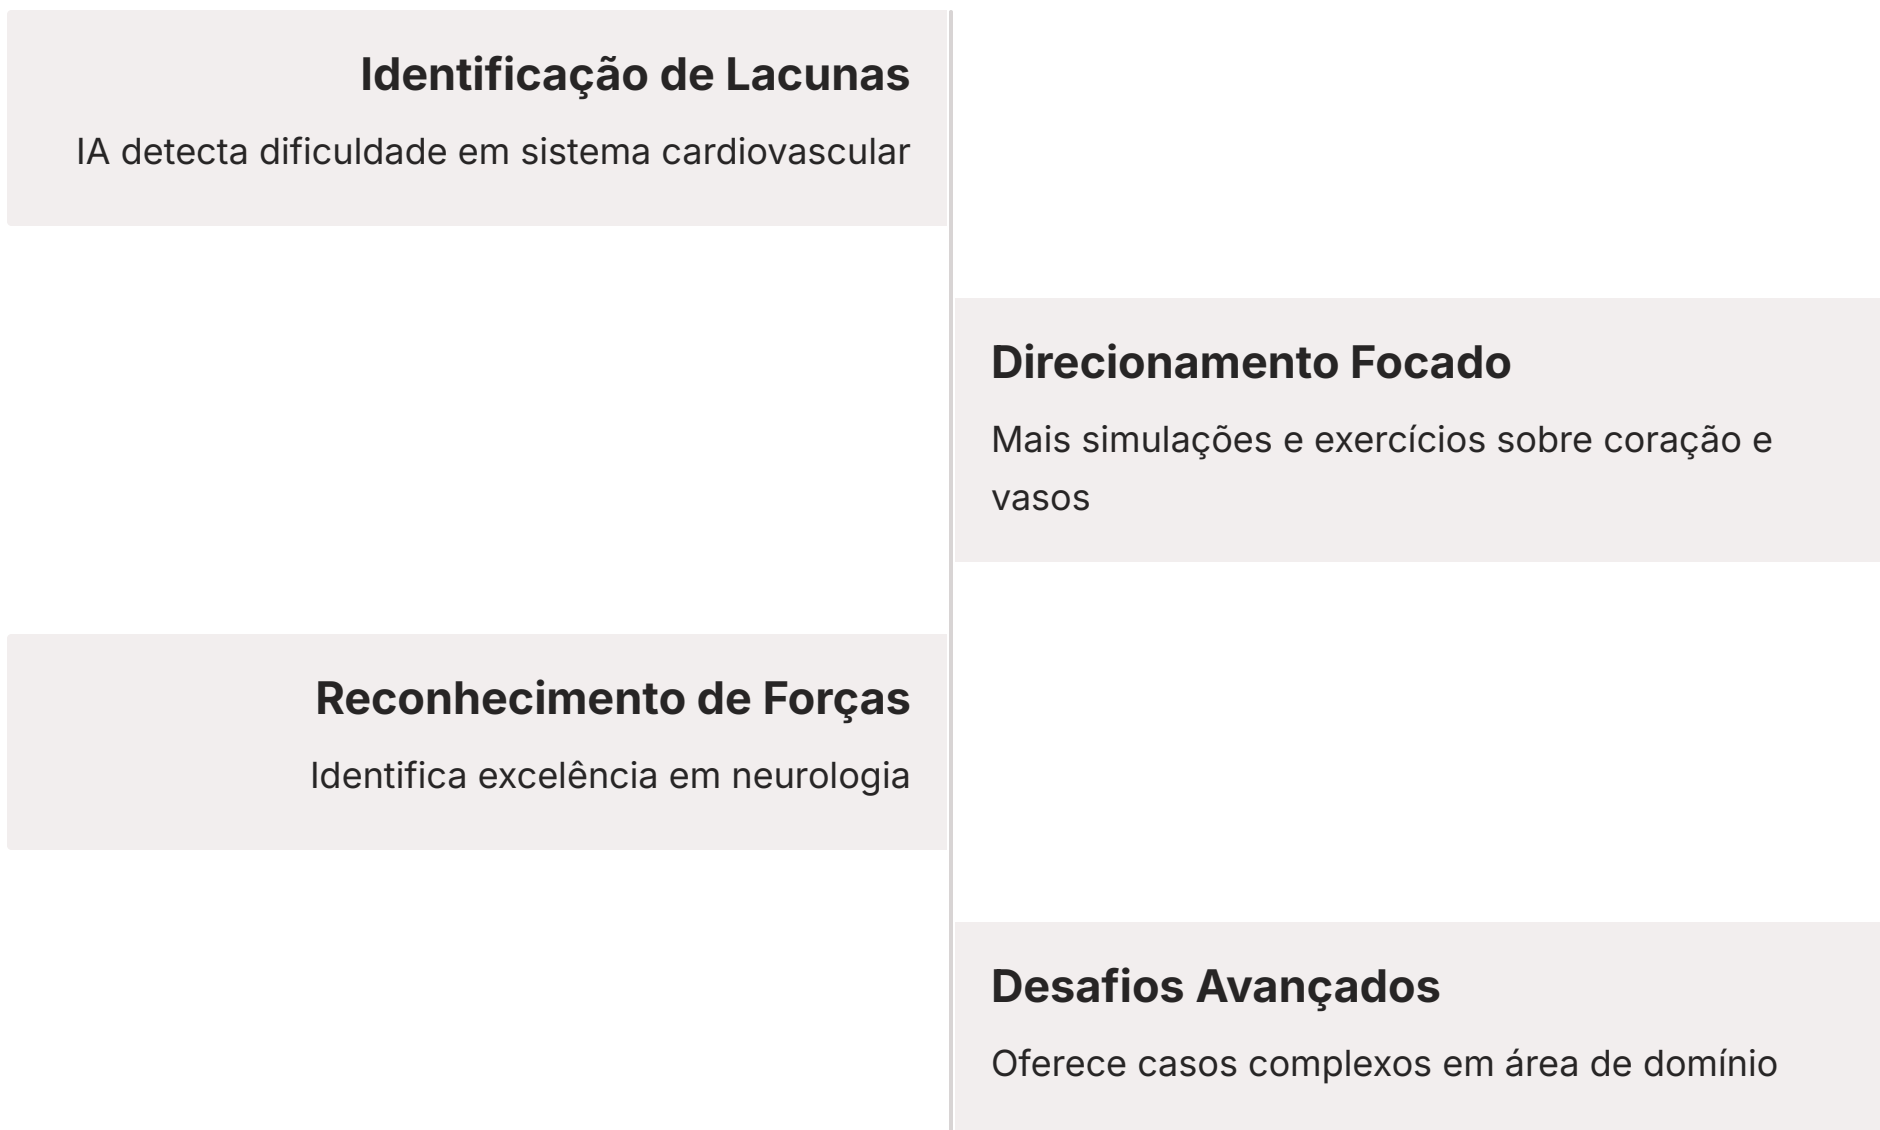 Identificação de Lacunas
IA detecta dificuldade em sistema cardiovascular
Direcionamento Focado
Mais simulações e exercícios sobre coração e
vasos
Reconhecimento de Forças
Identifica excelência em neurologia
Desafios Avançados
Oferece casos complexos em área de domínio